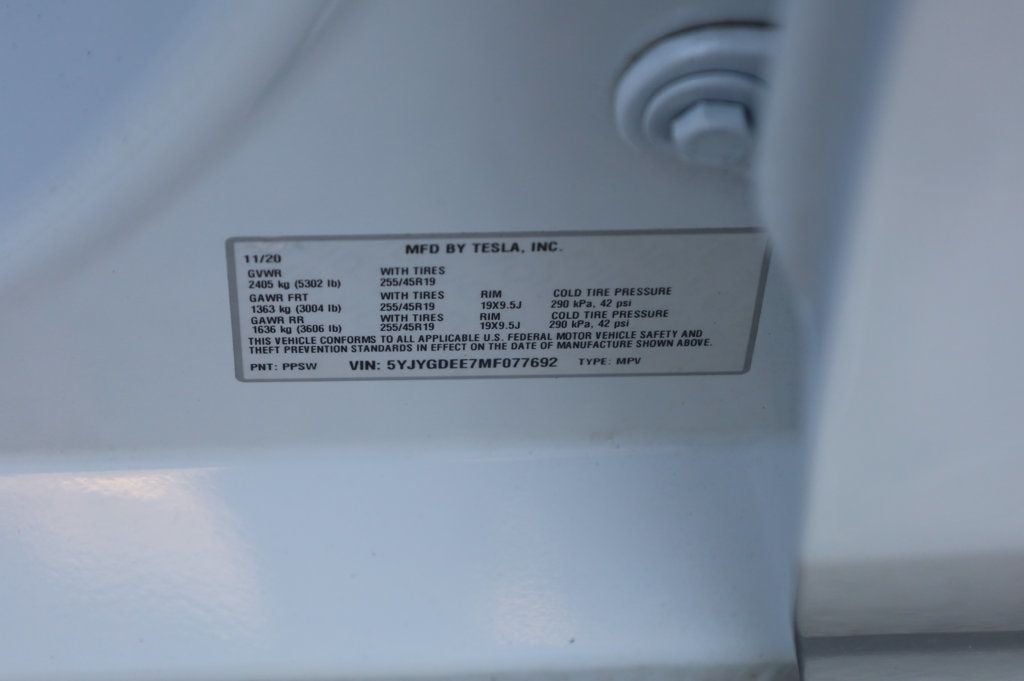 MFD BY TESLA, INC.
11/20
GVWR WITH TIRES
2405 kg (5302 lb) 255/45R19
GAWR FRT WITH TIRES RIM COLD TIRE PRESSURE
1363 kg (3004 lb) 255/45R19 19X9.5J 290 kPa, 42 psi
GAWR RR WITH TIRES RIM COLD TIRE PRESSURE
1636 kg (3606 lb) 255/45R19 19X9.5J 290 kPa, 42 psi
THIS VEHICLE CONFORMS TO ALL APPLICABLE U.S. FEDERAL MOTOR VEHICLE SAFETY AND
THEFT PREVENTION STANDARDS IN EFFECT ON THE DATE OF MANUFACTURE SHOWN ABOVE.
PNT: PPSW VIN: 5YJYGDEE7MF077692 TYPE: MPV